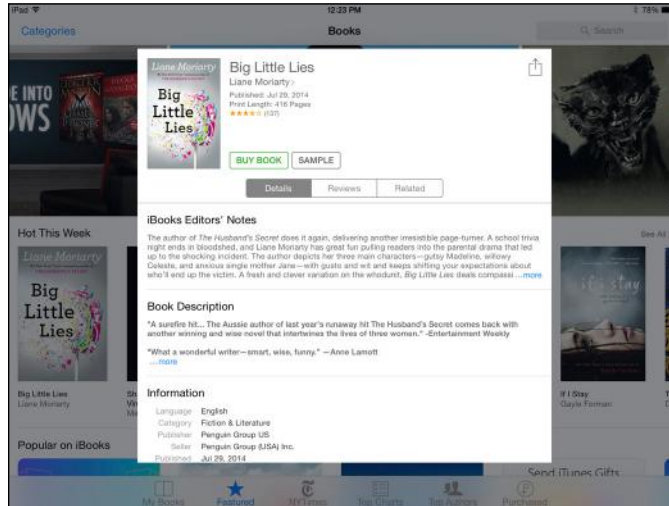 iPad
12:23 PM
78%
Categories
Books
Search
Big Little Lies
Liane Moriarty >
Published: Jul 29, 2014
Print Length: 416 Pages
(137)
BUY BOOK
SAMPLE
Details
Reviews
Related
Liane Moriarty
Big
Little
Lies
iBooks Editors' Notes
The author of The Husband's Secret does it again, delivering another irresistible page-turner. A school trivia
night ends in bloodshed, and Liane Moriarty has great fun pulling readers into the parental drama that led
up to the shocking incident. The author depicts her three main characters—gutsy Madeline, willowy
Celeste, and anxious single mother Jane—with gusto and wit and keeps shifting your expectations about
who'll end up the victim. A fresh and clever variation on the whodunit, Big Little Lies deals compassi ...more
Book Description
"A surefire hit... The Aussie author of last year's runaway hit The Husband's Secret comes back with
another winning and wise novel that intertwines the lives of three women." -Entertainment Weekly
"What a wonderful writer—smart, wise, funny." —Anne Lamott
...more
Information
Language English
Category Fiction & Literature
Publisher Penguin Group US
Seller Penguin Group (USA) Inc.
Published Jul 29, 2014
E INTO
OWS
Hot This Week
See All
Liane Moriarty
Big
Little
Lies
if i stay
Big Little Lies
Liane Moriarty
If I Stay
Gayle Forman
Popular on iBooks
Send iTunes Gifts
My Books
Featured
NYTimes
Top Charts
Top Authors
Purchased